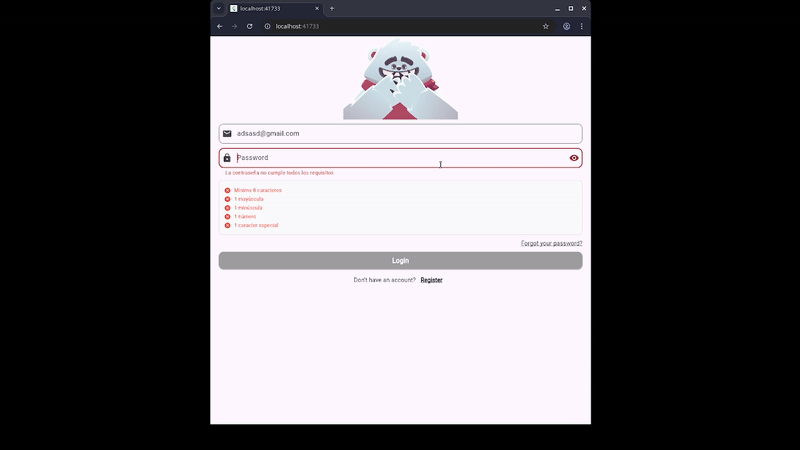 localhost:41733
localhost:41733
adsasd@gmail.com
Password
La contraseña no cumple todos los requisitos
Mínimo 8 caracteres
1 mayúscula
1 minúscula
1 número
1 caracter especial
Forgot your password?
Login
Don't have an account? Register